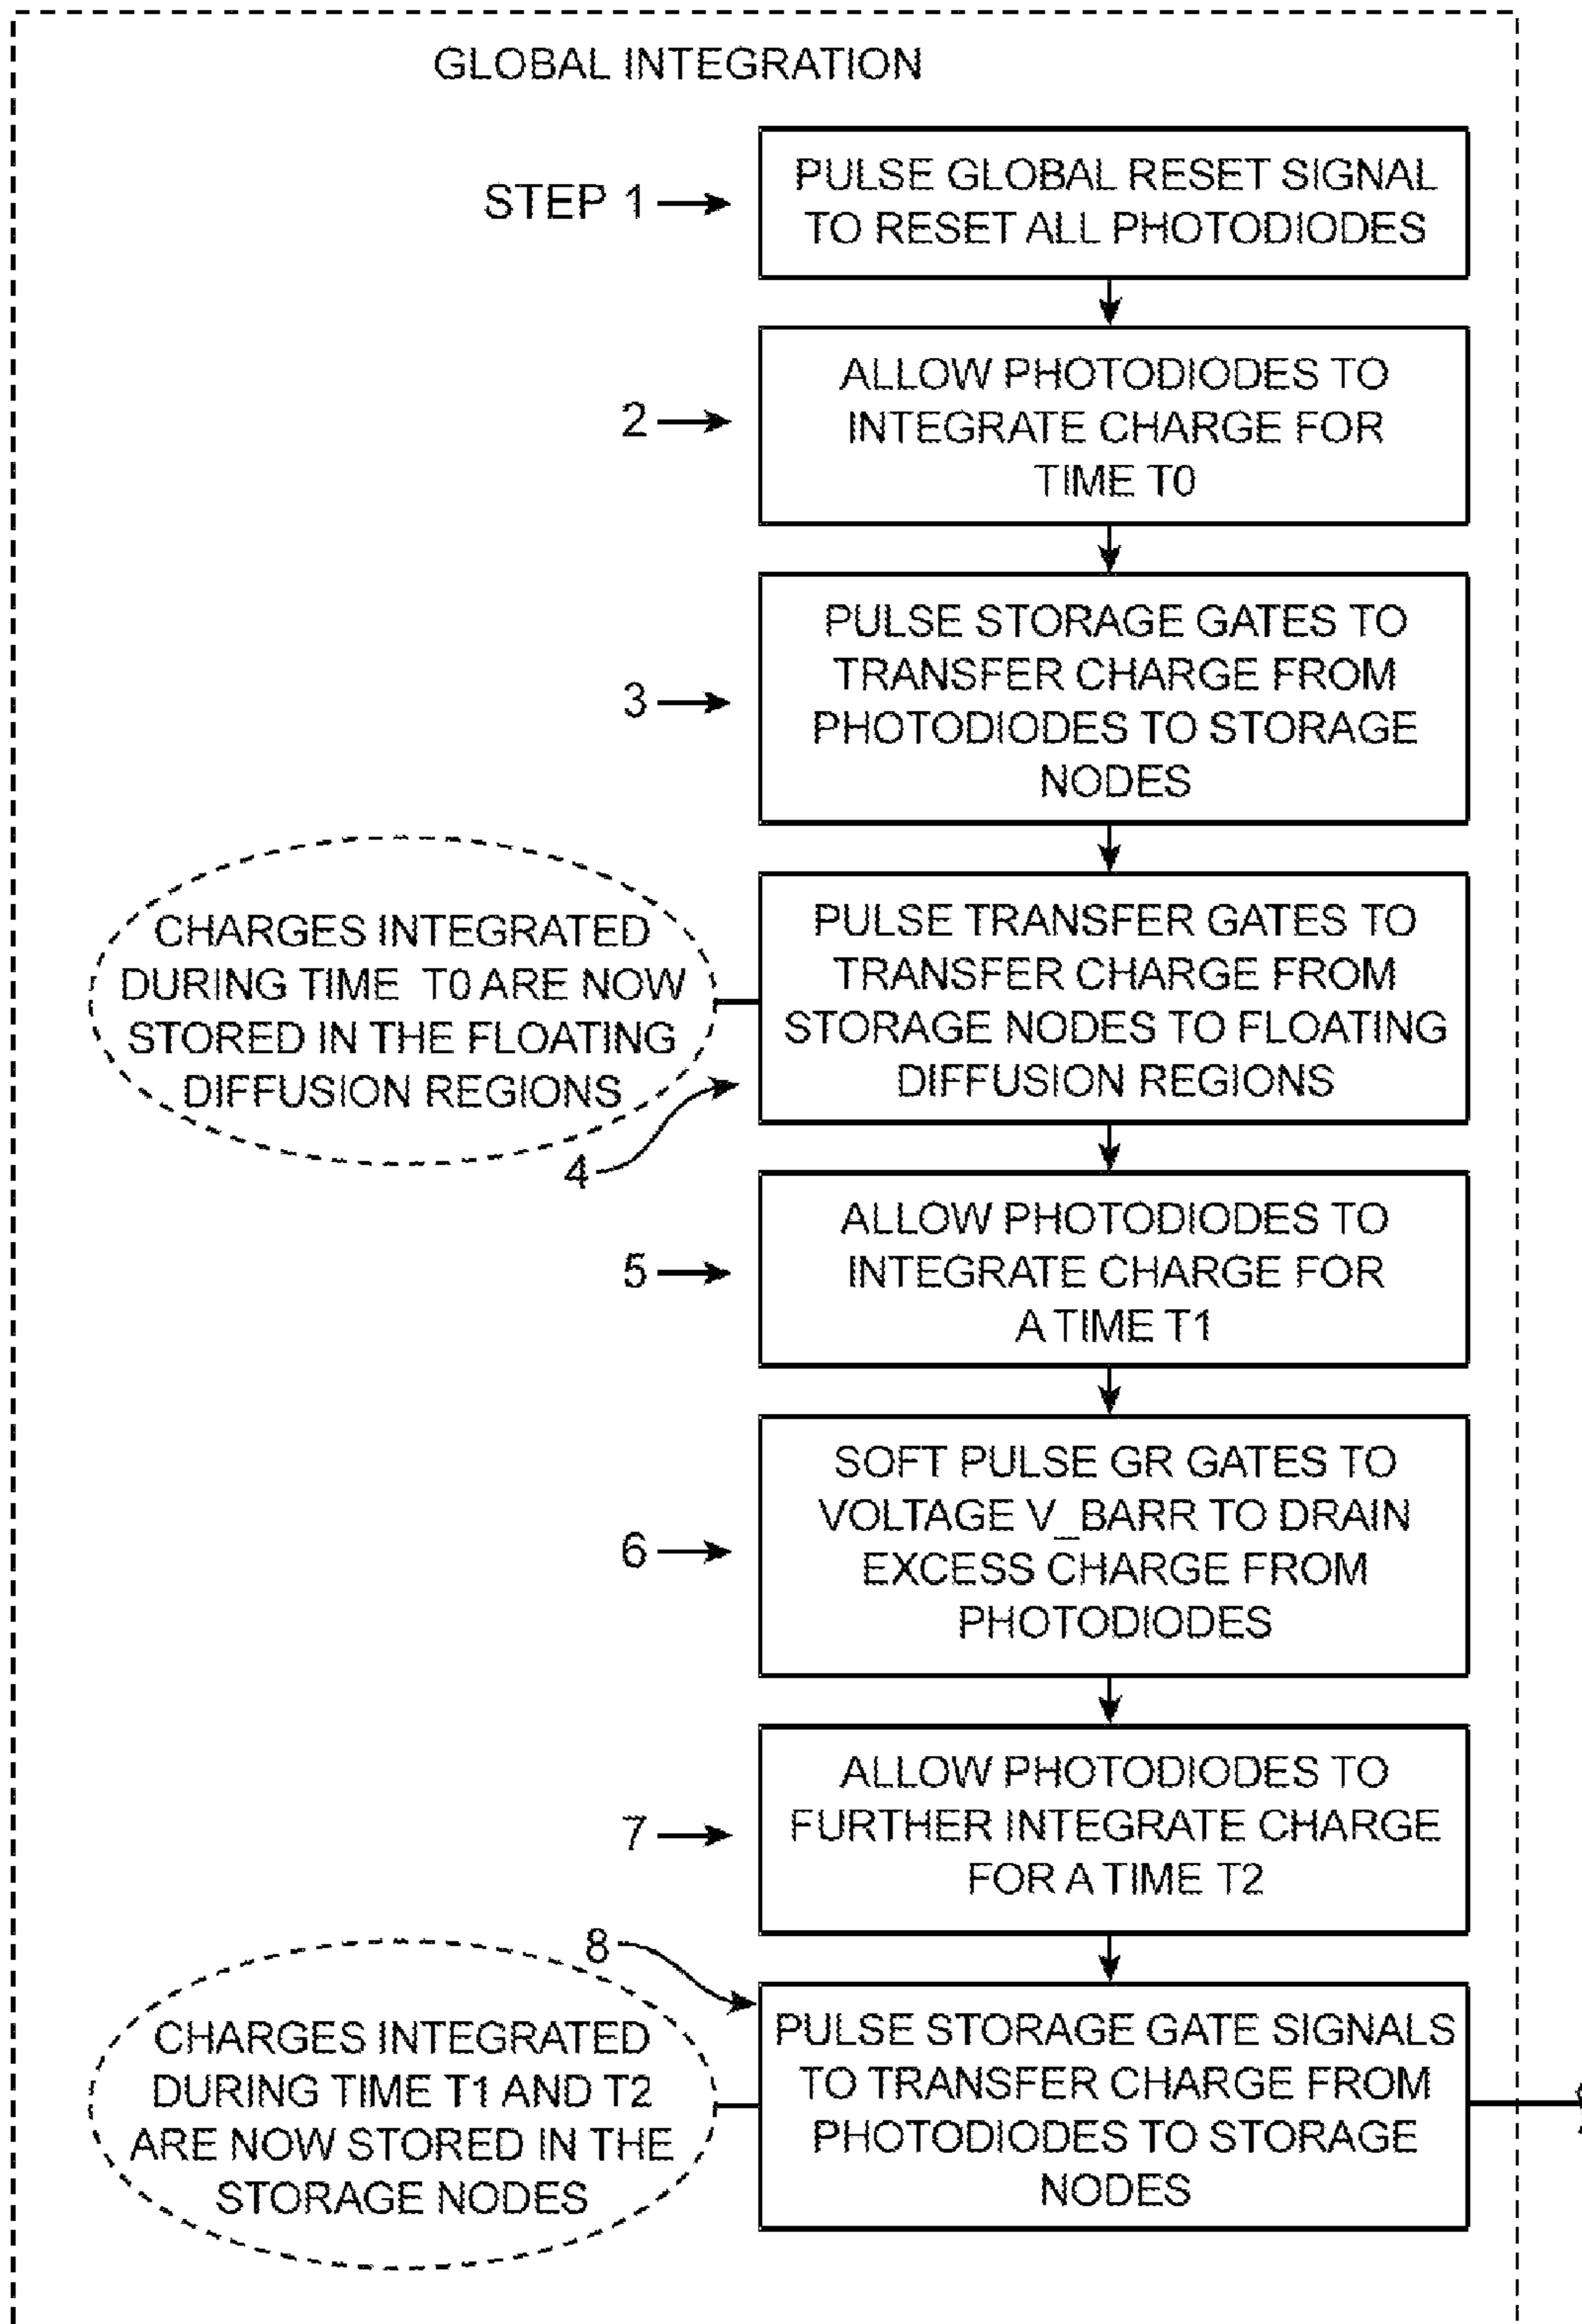 GLOBAL INTEGRATION
STEP 1
PULSE GLOBAL RESET SIGNAL
TO RESET ALL PHOTODIODES
2
ALLOW PHOTODIODES TO
INTEGRATE CHARGE FOR
TIME T0
3
PULSE STORAGE GATES TO
TRANSFER CHARGE FROM
PHOTODIODES TO STORAGE
NODES
CHARGES INTEGRATED
DURING TIME T0 ARE NOW
STORED IN THE FLOATING
DIFFUSION REGIONS
4
PULSE TRANSFER GATES TO
TRANSFER CHARGE FROM
STORAGE NODES TO FLOATING
DIFFUSION REGIONS
5
ALLOW PHOTODIODES TO
INTEGRATE CHARGE FOR
A TIME T1
6
SOFT PULSE GR GATES TO
VOLTAGE V_BARR TO DRAIN
EXCESS CHARGE FROM
PHOTODIODES
7
ALLOW PHOTODIODES TO
FURTHER INTEGRATE CHARGE
FOR A TIME T2
8
CHARGES INTEGRATED
DURING TIME T1 AND T2
ARE NOW STORED IN THE
STORAGE NODES
PULSE STORAGE GATE SIGNALS
TO TRANSFER CHARGE FROM
PHOTODIODES TO STORAGE
NODES